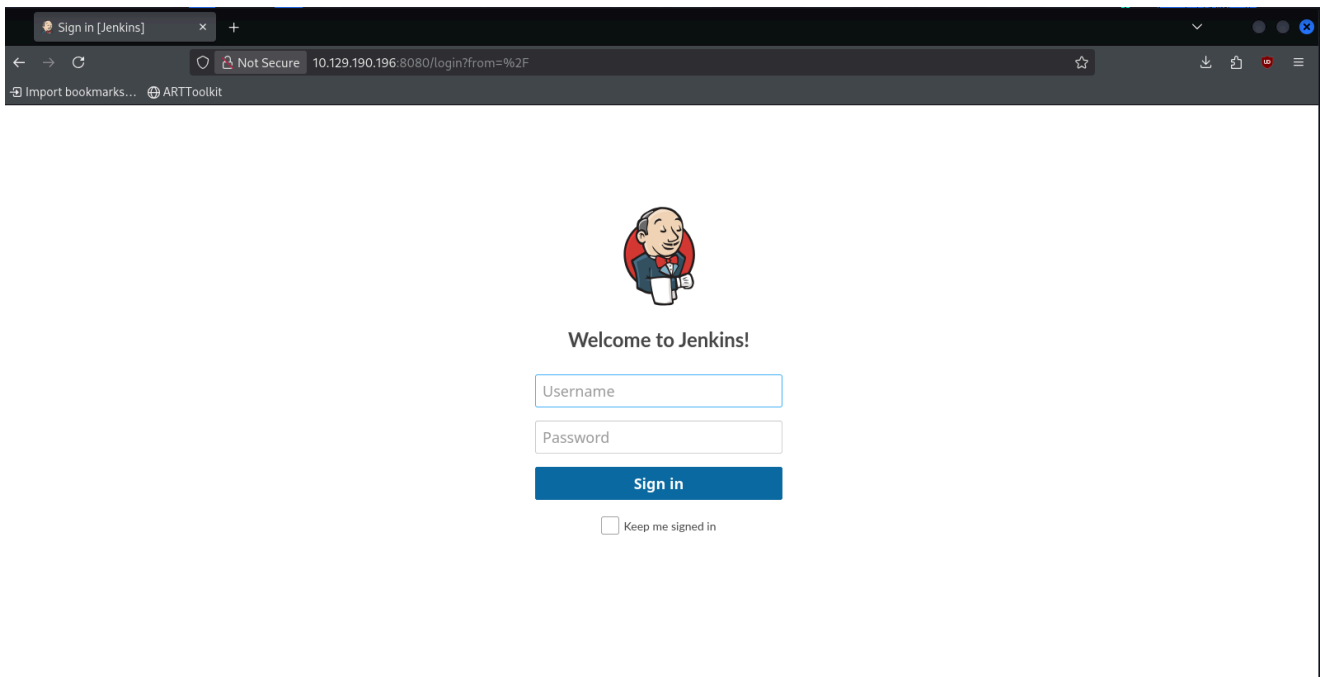 Sign in [Jenkins]
Not Secure 10.129.190.196:8080/login?from=%2F
Import bookmarks... ARTToolkit
Welcome to Jenkins!
Username
Password
Sign in
Keep me signed in